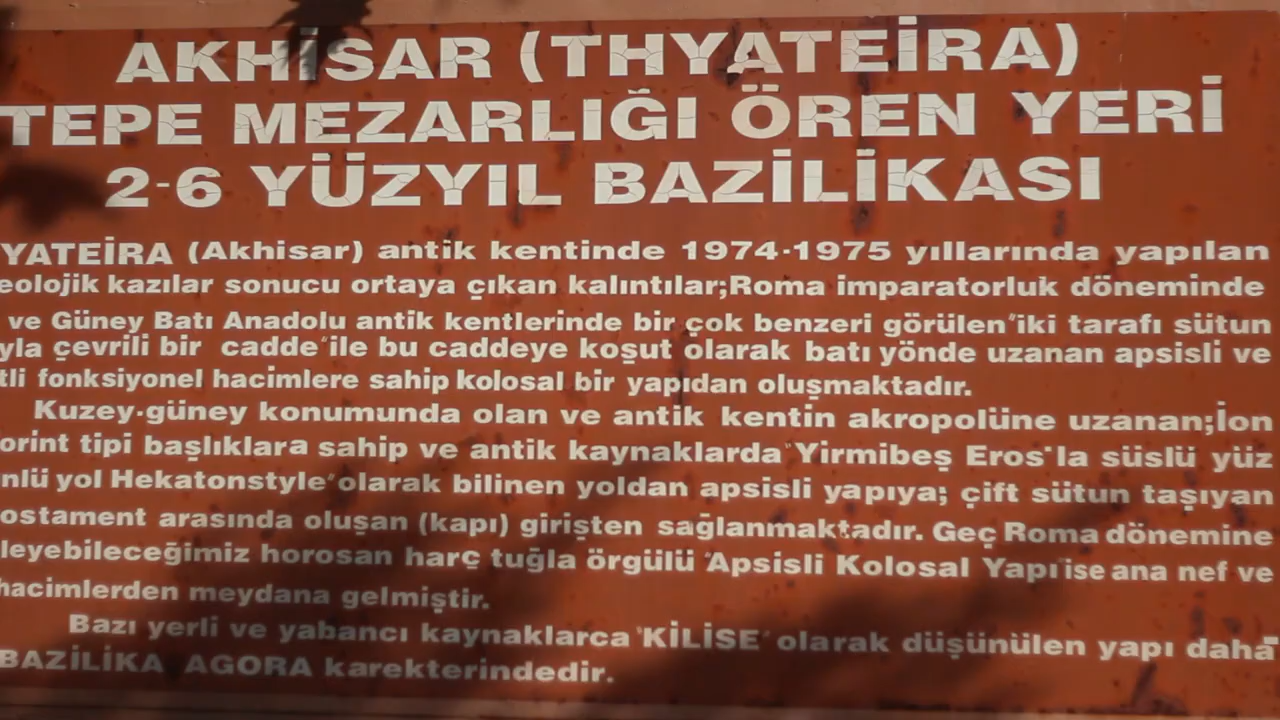 AKHİSAR (THYATEİRA)
TEPE MEZARLIĞI ÖREN YERİ
2-6 YÜZYIL BAZİLİKASI
YATEİRA (Akhisar) antik kentinde 1974-1975 yıllarında yapılan
eolojik kazılar sonucu ortaya çıkan kalıntılar;Roma imparatorluk döneminde
ve Güney Batı Anadolu antik kentlerinde bir çok benzeri görülen "iki tarafı sütun
yla çevrili bir cadde" ile bu caddeye koşut olarak batı yönde uzanan apsisli ve
tli fonksiyonel hacimlere sahip kolosal bir yapıdan oluşmaktadır.
Kuzey-güney konumunda olan ve antik kentin akropolüne uzanan;İon
orint tipi başlıklara sahip ve antik kaynaklarda "Yirmibeş Eros"la süslü yüz
nlü yol Hekatonstyle" olarak bilinen yoldan apsisli yapıya; çift sütun taşıyan
ostament arasında oluşan (kapı) girişten sağlanmaktadır. Geç Roma dönemine
leyebileceğimiz horosan harç tuğla örgülü "Apsisli Kolosal Yapı" ise ana nef ve
hacimlerden meydana gelmiştir.
Bazı yerli ve yabancı kaynaklarca "KİLİSE" olarak düşünülen yapı daha
BAZİLİKA AGORA karekterindedir.